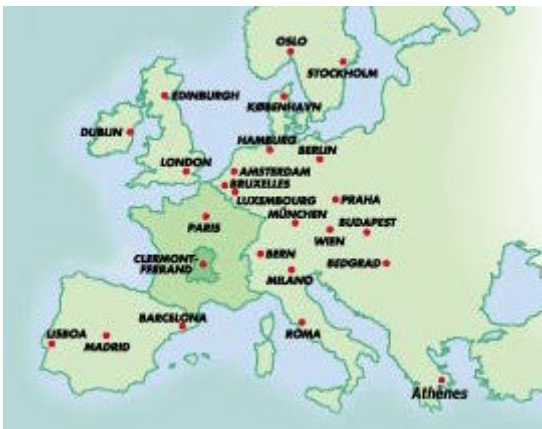 OSLO
STOCKHOLM
EDINBURGH
KØBENHAVN
DUBLIN
HAMBURG
BERLIN
LONDON
AMSTERDAM
BRUXELLES
LUXEMBOURG
PRAHA
MÜNCHEN
PARIS
BUDAPEST
WIEN
CLERMONT-
FERRAND
BERN
BEDGRAD
MILANO
BARCELONA
ROMA
LISBOA
MADRID
Athènes